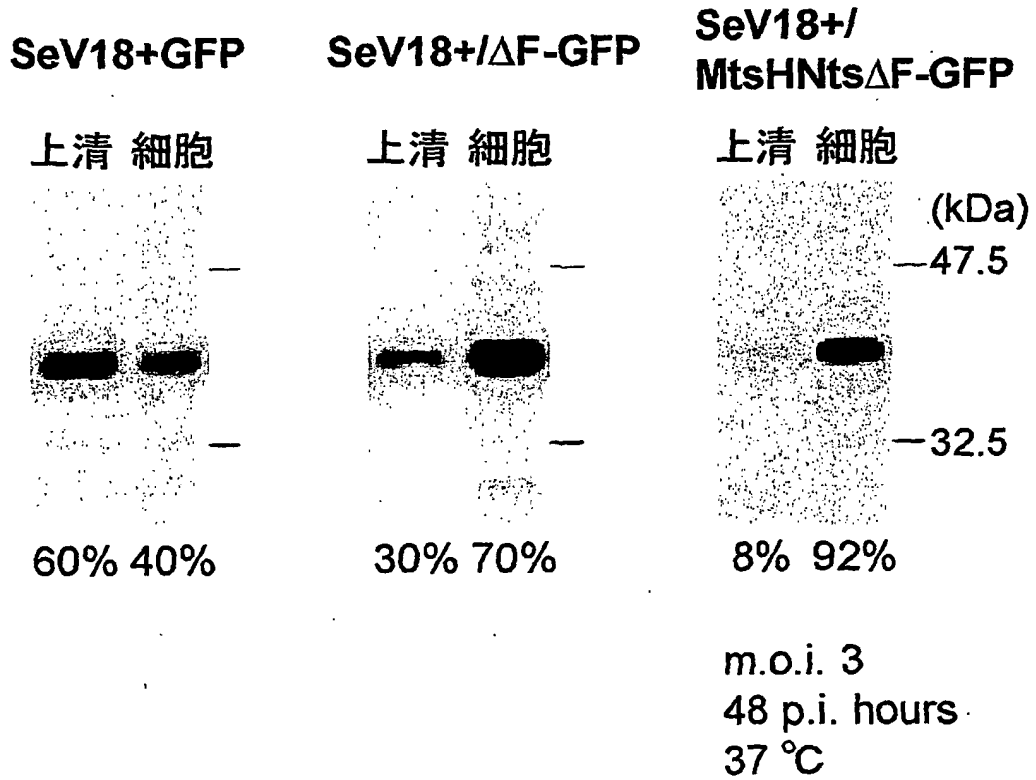 SeV18+GFP
SeV18+/ΔF-GFP
SeV18+/
MtsHNtsΔF-GFP
上清 細胞
上清 細胞
上清 細胞
(kDa)
47.5
32.5
60% 40%
30% 70%
8% 92%
m.o.i. 3
48 p.i. hours
37 °C